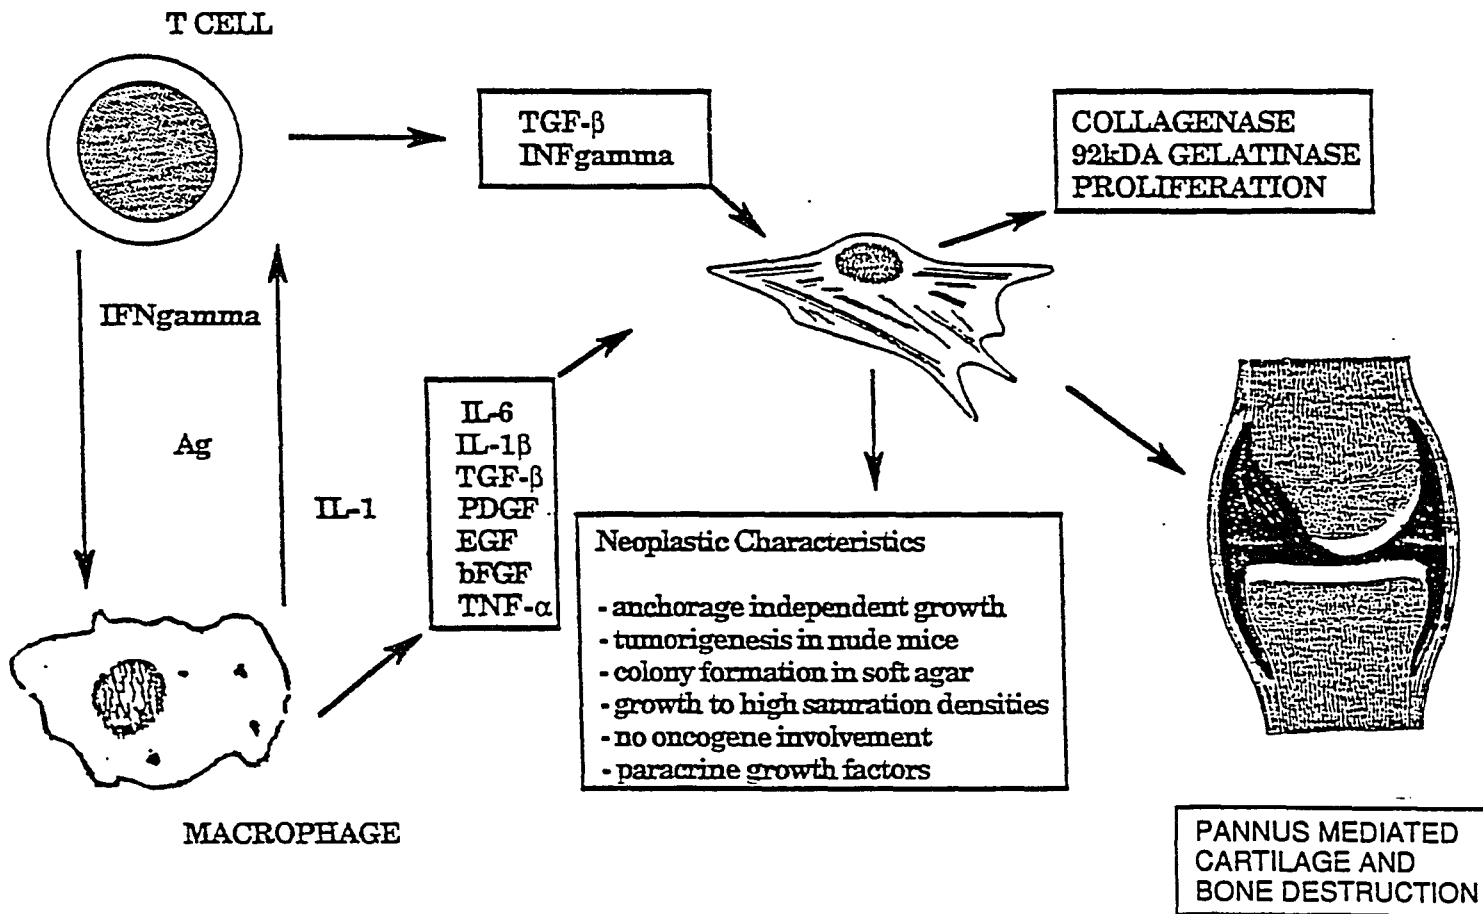 T CELL
TGF-β
INFgamma
COLLAGENASE
92kDA GELATINASE
PROLIFERATION
IFNgamma
Ag
IL-1
IL-6
IL-1β
TGF-β
PDGF
EGF
bFGF
TNF-α
Neoplastic Characteristics
- anchorage independent growth
- tumorigenesis in nude mice
- colony formation in soft agar
- growth to high saturation densities
- no oncogene involvement
- paracrine growth factors
MACROPHAGE
PANNUS MEDIATED
CARTILAGE AND
BONE DESTRUCTION